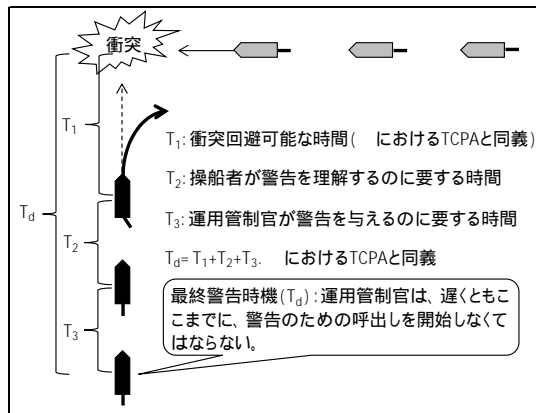 衝突
T1
T1: 衝突回避可能な時間( におけるTCPAと同義)
T2: 操船者が警告を理解するのに要する時間
Td
T3: 運用管制官が警告を与えるのに要する時間
T2
Td= T1+T2+T3. におけるTCPAと同義
最終警告時機(Td):運用管制官は、遅くともこ
こまでに、警告のための呼出しを開始しなくて
はならない。
T3